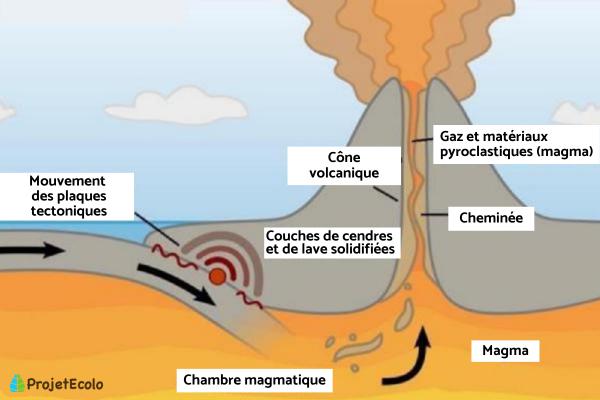 Gaz et matériaux
pyroclastiques (magma)
Cône
volcanique
Mouvement
des plaques
tectoniques
Cheminée
Couches de cendres
et de lave solidifiées
Magma
Chambre magmatique
ProjetEcolo